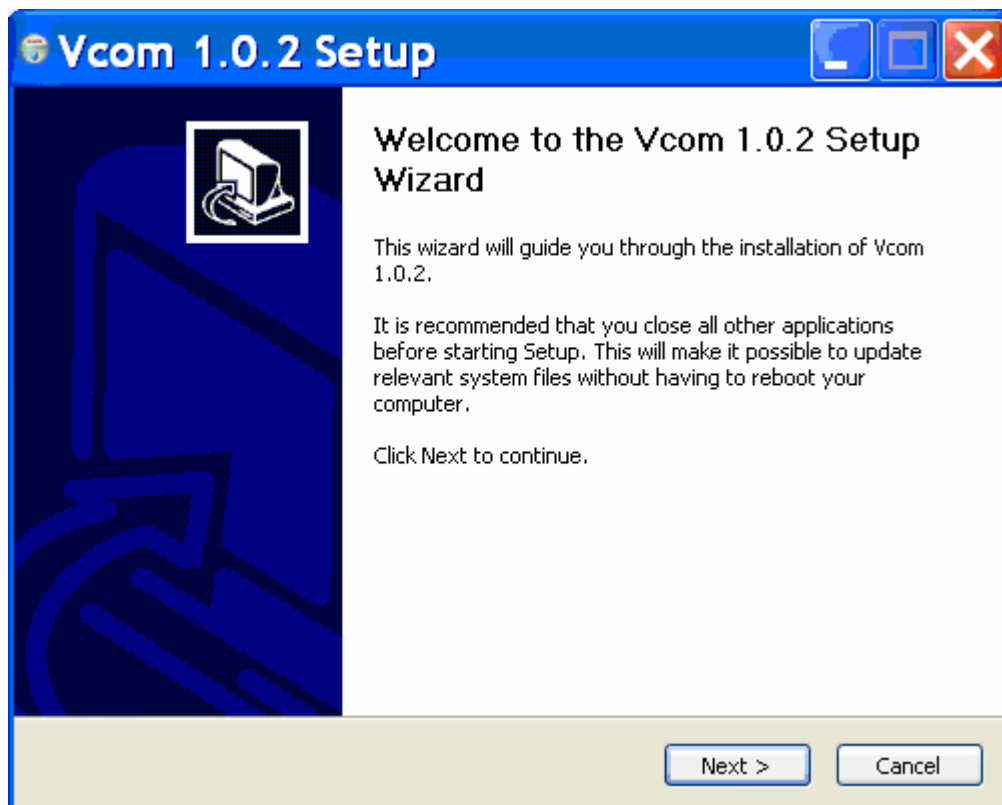 Vcom 1.0.2 Setup
Welcome to the Vcom 1.0.2 Setup
Wizard
This wizard will guide you through the installation of Vcom
1.0.2.
It is recommended that you close all other applications
before starting Setup. This will make it possible to update
relevant system files without having to reboot your
computer.
Click Next to continue.
Next >
Cancel